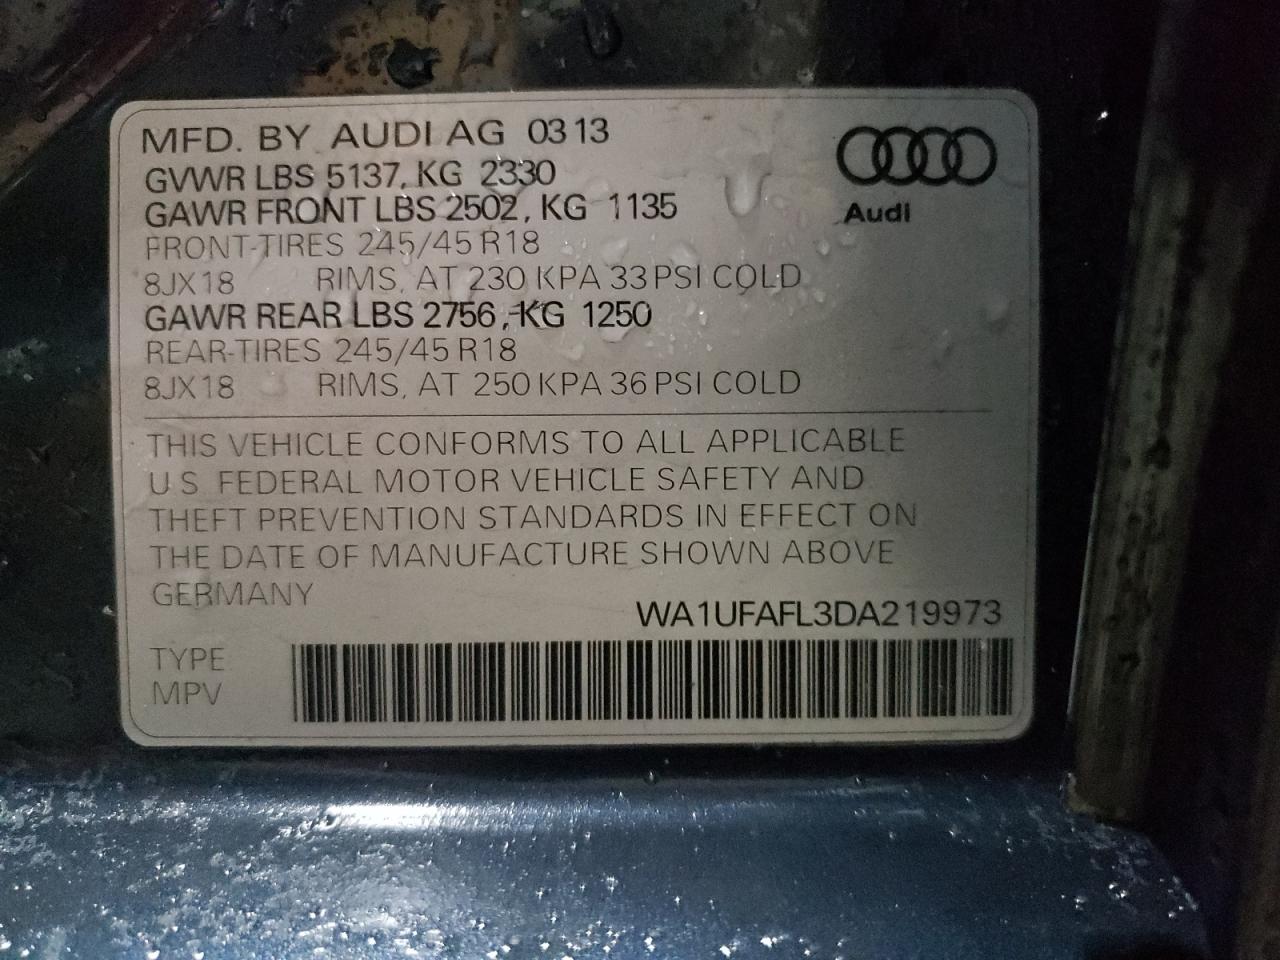 MFD. BY AUDI AG 03 13
GVWR LBS 5137, KG 2330
GAWR FRONT LBS 2502, KG 1135
FRONT-TIRES 245/45 R18
8JX18 RIMS, AT 230 KPA 33 PSI COLD
GAWR REAR LBS 2756, KG 1250
REAR-TIRES 245/45 R18
8JX18 RIMS, AT 250 KPA 36 PSI COLD
Audi
THIS VEHICLE CONFORMS TO ALL APPLICABLE
U S FEDERAL MOTOR VEHICLE SAFETY AND
THEFT PREVENTION STANDARDS IN EFFECT ON
THE DATE OF MANUFACTURE SHOWN ABOVE
GERMANY
WA1UFAFL3DA219973
TYPE
MPV